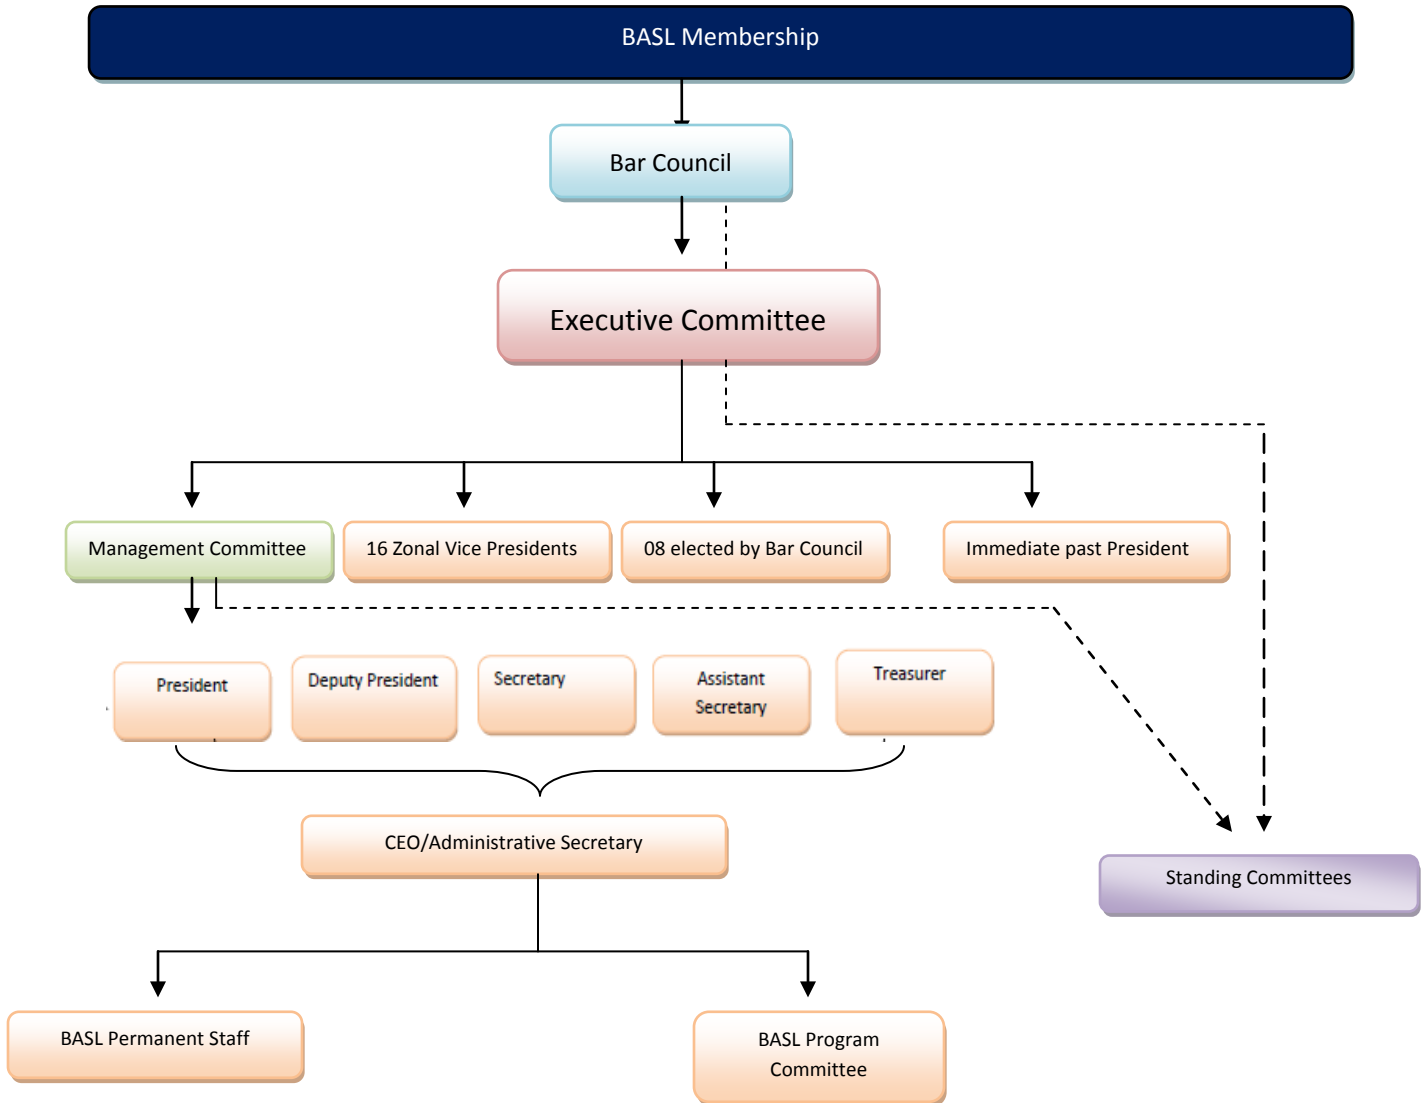 BASL Membership
Bar Council
Executive Committee
Management Committee
16 Zonal Vice Presidents
08 elected by Bar Council
Immediate past President
President
Deputy President
Secretary
Assistant
Secretary
Treasurer
CEO/Administrative Secretary
Standing Committees
BASL Permanent Staff
BASL Program
Committee